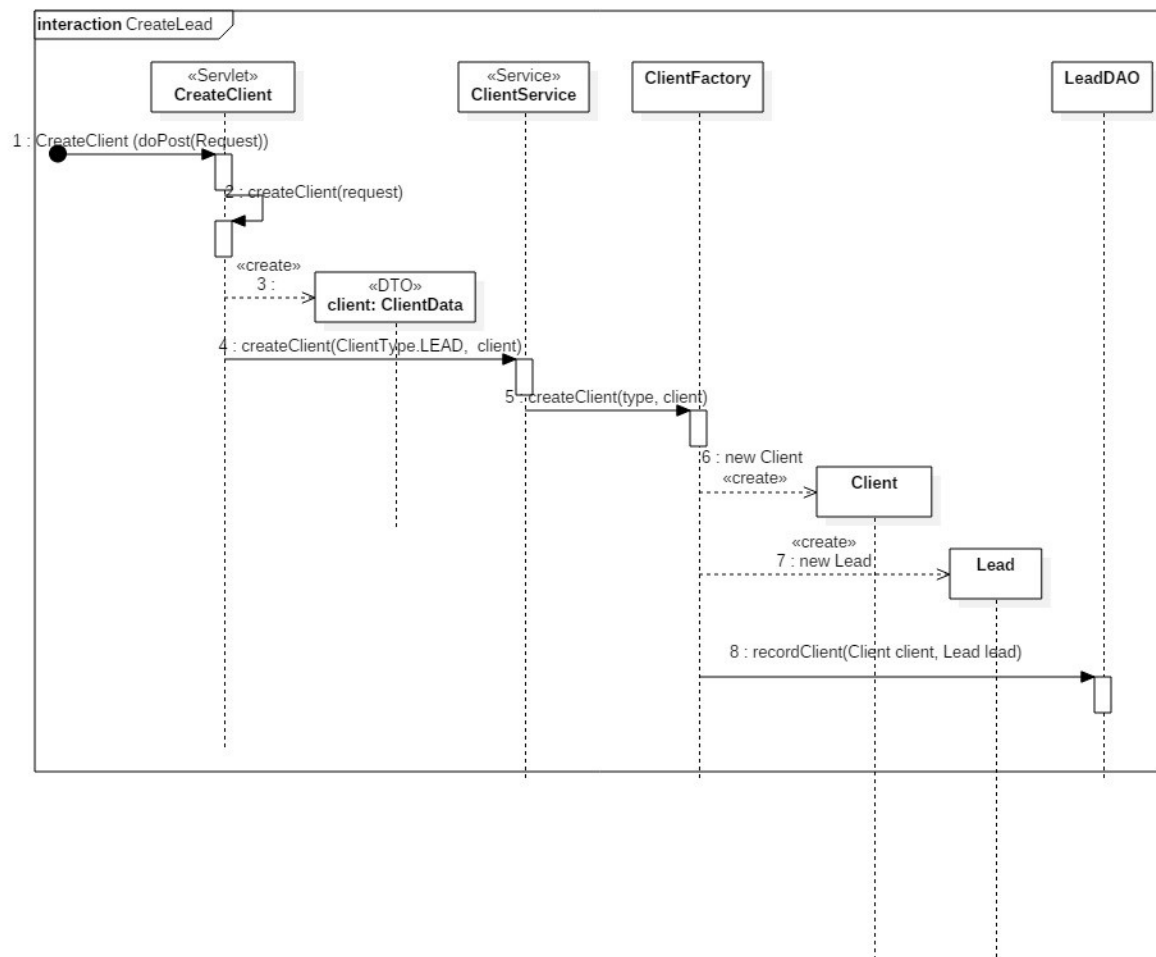 interaction CreateLead
«Servlet»
CreateClient
«Service»
ClientService
ClientFactory
LeadDAO
1 : CreateClient (doPost(Request))
2 : createClient(request)
«create»
3 :
«DTO»
client: ClientData
4 : createClient(ClientType.LEAD, client)
5 : createClient(type, client)
6 : new Client
«create»
Client
«create»
7 : new Lead
Lead
8 : recordClient(Client client, Lead lead)